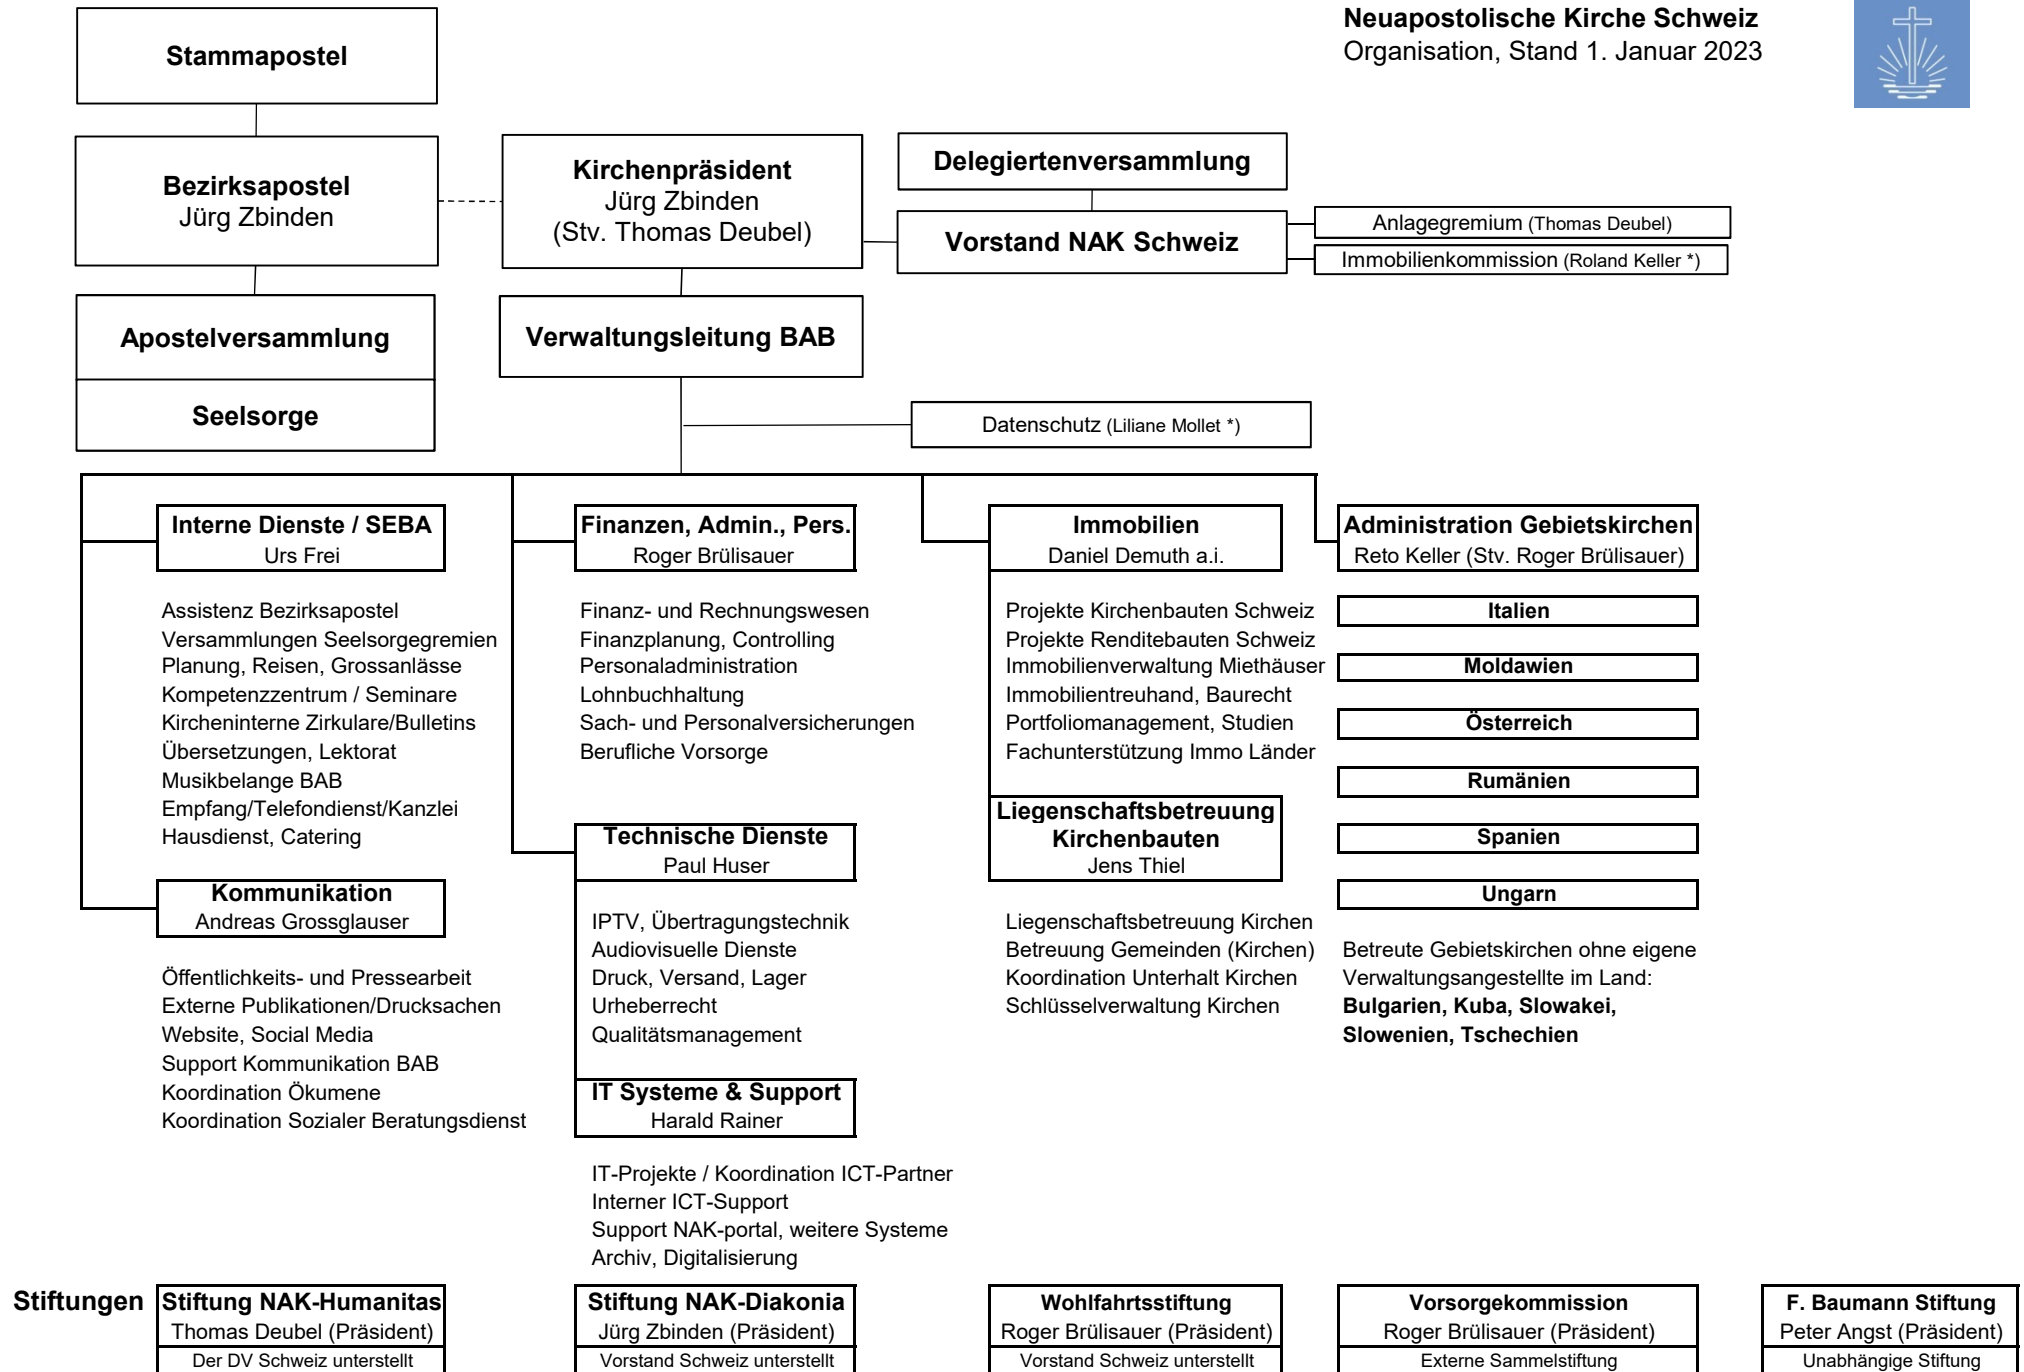 Neuapostolische Kirche Schweiz
Organisation, Stand 1. Januar 2023
Stammapostel
Bezirksapostel
Jürg Zbinden
Kirchenpräsident
Jürg Zbinden
(Stv. Thomas Deubel)
Delegiertenversammlung
Vorstand NAK Schweiz
Anlagegremium (Thomas Deubel)
Immobilienkommission (Roland Keller *)
Apostelversammlung
Seelsorge
Verwaltungsleitung BAB
Datenschutz (Liliane Mollet *)
Interne Dienste / SEBA
Urs Frei
Assistenz Bezirksapostel
Versammlungen Seelsorgegremien
Planung, Reisen, Grossanlässe
Kompetenzzentrum / Seminare
Kircheninterne Zirkulare/Bulletins
Übersetzungen, Lektorat
Musikbelange BAB
Empfang/Telefondienst/Kanzlei
Hausdienst, Catering
Kommunikation
Andreas Grossglauser
Öffentlichkeits- und Pressearbeit
Externe Publikationen/Drucksachen
Website, Social Media
Support Kommunikation BAB
Koordination Ökumene
Koordination Sozialer Beratungsdienst
Finanzen, Admin., Pers.
Roger Brülisauer
Finanz- und Rechnungswesen
Finanzplanung, Controlling
Personaladministration
Lohnbuchhaltung
Sach- und Personalversicherungen
Berufliche Vorsorge
Technische Dienste
Paul Huser
IPTV, Übertragungstechnik
Audiovisuelle Dienste
Druck, Versand, Lager
Urheberrecht
Qualitätsmanagement
IT Systeme & Support
Harald Rainer
IT-Projekte / Koordination ICT-Partner
Interner ICT-Support
Support NAK-portal, weitere Systeme
Archiv, Digitalisierung
Immobilien
Daniel Demuth a.i.
Projekte Kirchenbauten Schweiz
Projekte Renditebauten Schweiz
Immobilienverwaltung Miethäuser
Immobilientreuhand, Baurecht
Portfoliomanagement, Studien
Fachunterstützung Immo Länder
Liegenschaftsbetreuung
Kirchenbauten
Jens Thiel
Liegenschaftsbetreuung Kirchen
Betreuung Gemeinden (Kirchen)
Koordination Unterhalt Kirchen
Schlüsselverwaltung Kirchen
Administration Gebietskirchen
Reto Keller (Stv. Roger Brülisauer)
Italien
Moldawien
Österreich
Rumänien
Spanien
Ungarn
Betreute Gebietskirchen ohne eigene
Verwaltungsangestellte im Land:
Bulgarien, Kuba, Slowakei,
Slowenien, Tschechien
Stiftungen
Stiftung NAK-Humanitas
Thomas Deubel (Präsident)
Der DV Schweiz unterstellt
Stiftung NAK-Diakonia
Jürg Zbinden (Präsident)
Vorstand Schweiz unterstellt
Wohlfahrtsstiftung
Roger Brülisauer (Präsident)
Vorstand Schweiz unterstellt
Vorsorgekommission
Roger Brülisauer (Präsident)
Externe Sammelstiftung
F. Baumann Stiftung
Peter Angst (Präsident)
Unabhängige Stiftung